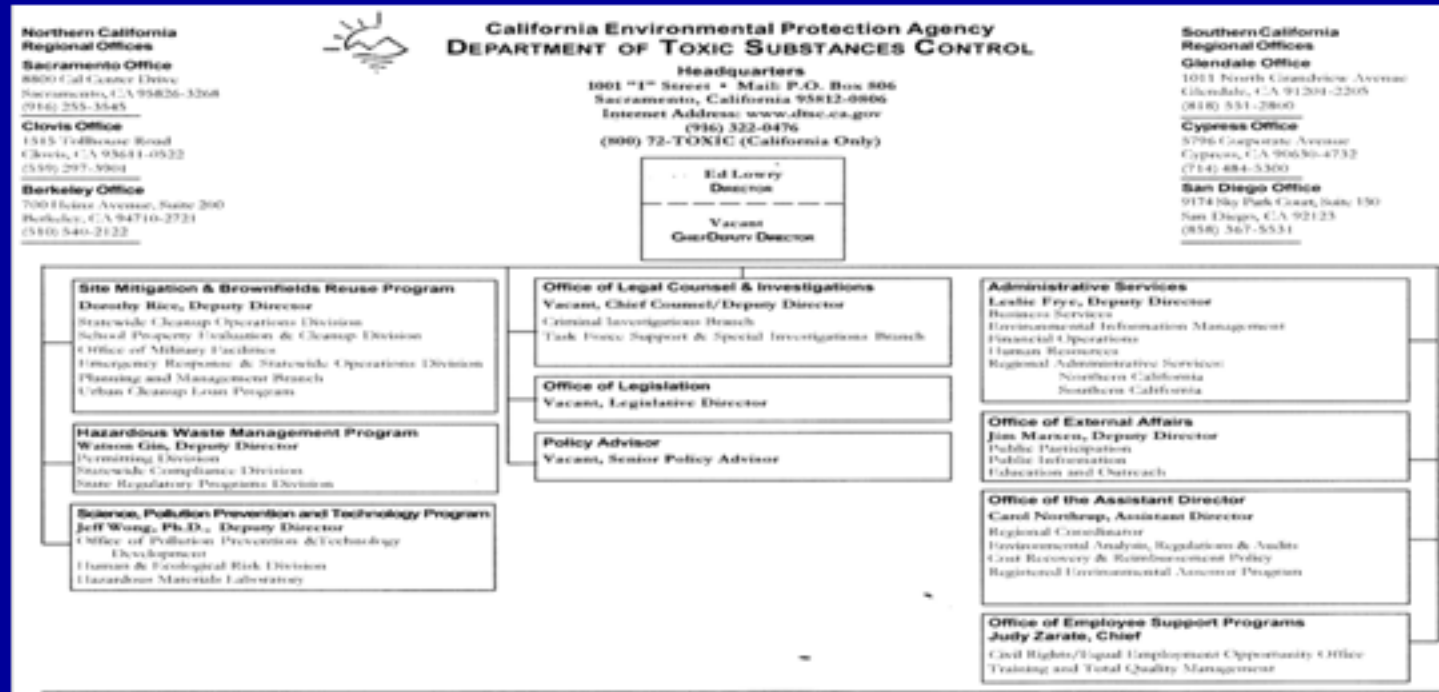 Northern California
Regional Offices
Sacramento Office
8800 Cal Center Drive
Sacramento, CA 95826-3268
(916) 255-3545
Clovis Office
1515 Tollhouse Road
Clovis, CA 93611-0522
(559) 297-3901
Berkeley Office
700 Heinz Avenue, Suite 200
Berkeley, CA 94710-2721
(510) 540-2122
California Environmental Protection Agency
DEPARTMENT OF TOXIC SUBSTANCES CONTROL
Headquarters
1001 "I" Street • Mail: P.O. Box 806
Sacramento, California 95812-0806
Internet Address: www.dtsc.ca.gov
(916) 322-0476
(800) 72-TOXIC (California Only)
Southern California
Regional Offices
Glendale Office
1011 North Grandview Avenue
Glendale, CA 91201-2205
(818) 551-2800
Cypress Office
5796 Corporate Avenue
Cypress, CA 90630-4732
(714) 484-5300
San Diego Office
9174 Sky Park Court, Suite 150
San Diego, CA 92123
(858) 567-5531
Ed Lowry
DIRECTOR
Vacant
CHIEF DEPUTY DIRECTOR
Site Mitigation & Brownfields Reuse Program
Dorothy Rice, Deputy Director
Statewide Cleanup Operations Division
School Property Evaluation & Cleanup Division
Office of Military Facilities
Emergency Response & Statewide Operations Division
Planning and Management Branch
Urban Cleanup Loan Program
Hazardous Waste Management Program
Watson Gin, Deputy Director
Permitting Division
Statewide Compliance Division
State Regulatory Programs Division
Science, Pollution Prevention and Technology Program
Jeff Wong, Ph.D., Deputy Director
Office of Pollution Prevention &Technology
Development
Human & Ecological Risk Division
Hazardous Materials Laboratory
Office of Legal Counsel & Investigations
Vacant, Chief Counsel/Deputy Director
Criminal Investigations Branch
Task Force Support & Special Investigations Branch
Office of Legislation
Vacant, Legislative Director
Policy Advisor
Vacant, Senior Policy Advisor
Administrative Services
Leslie Frye, Deputy Director
Business Services
Environmental Information Management
Financial Operations
Human Resources
Regional Administrative Services:
Northern California
Southern California
Office of External Affairs
Jim Marxen, Deputy Director
Public Participation
Public Information
Education and Outreach
Office of the Assistant Director
Carol Northrup, Assistant Director
Regional Coordinator
Environmental Analysis, Regulations & Audits
Cost Recovery & Reimbursement Policy
Registered Environmental Assessor Program
Office of Employee Support Programs
Judy Zarate, Chief
Civil Rights/Equal Employment Opportunity Office
Training and Total Quality Management